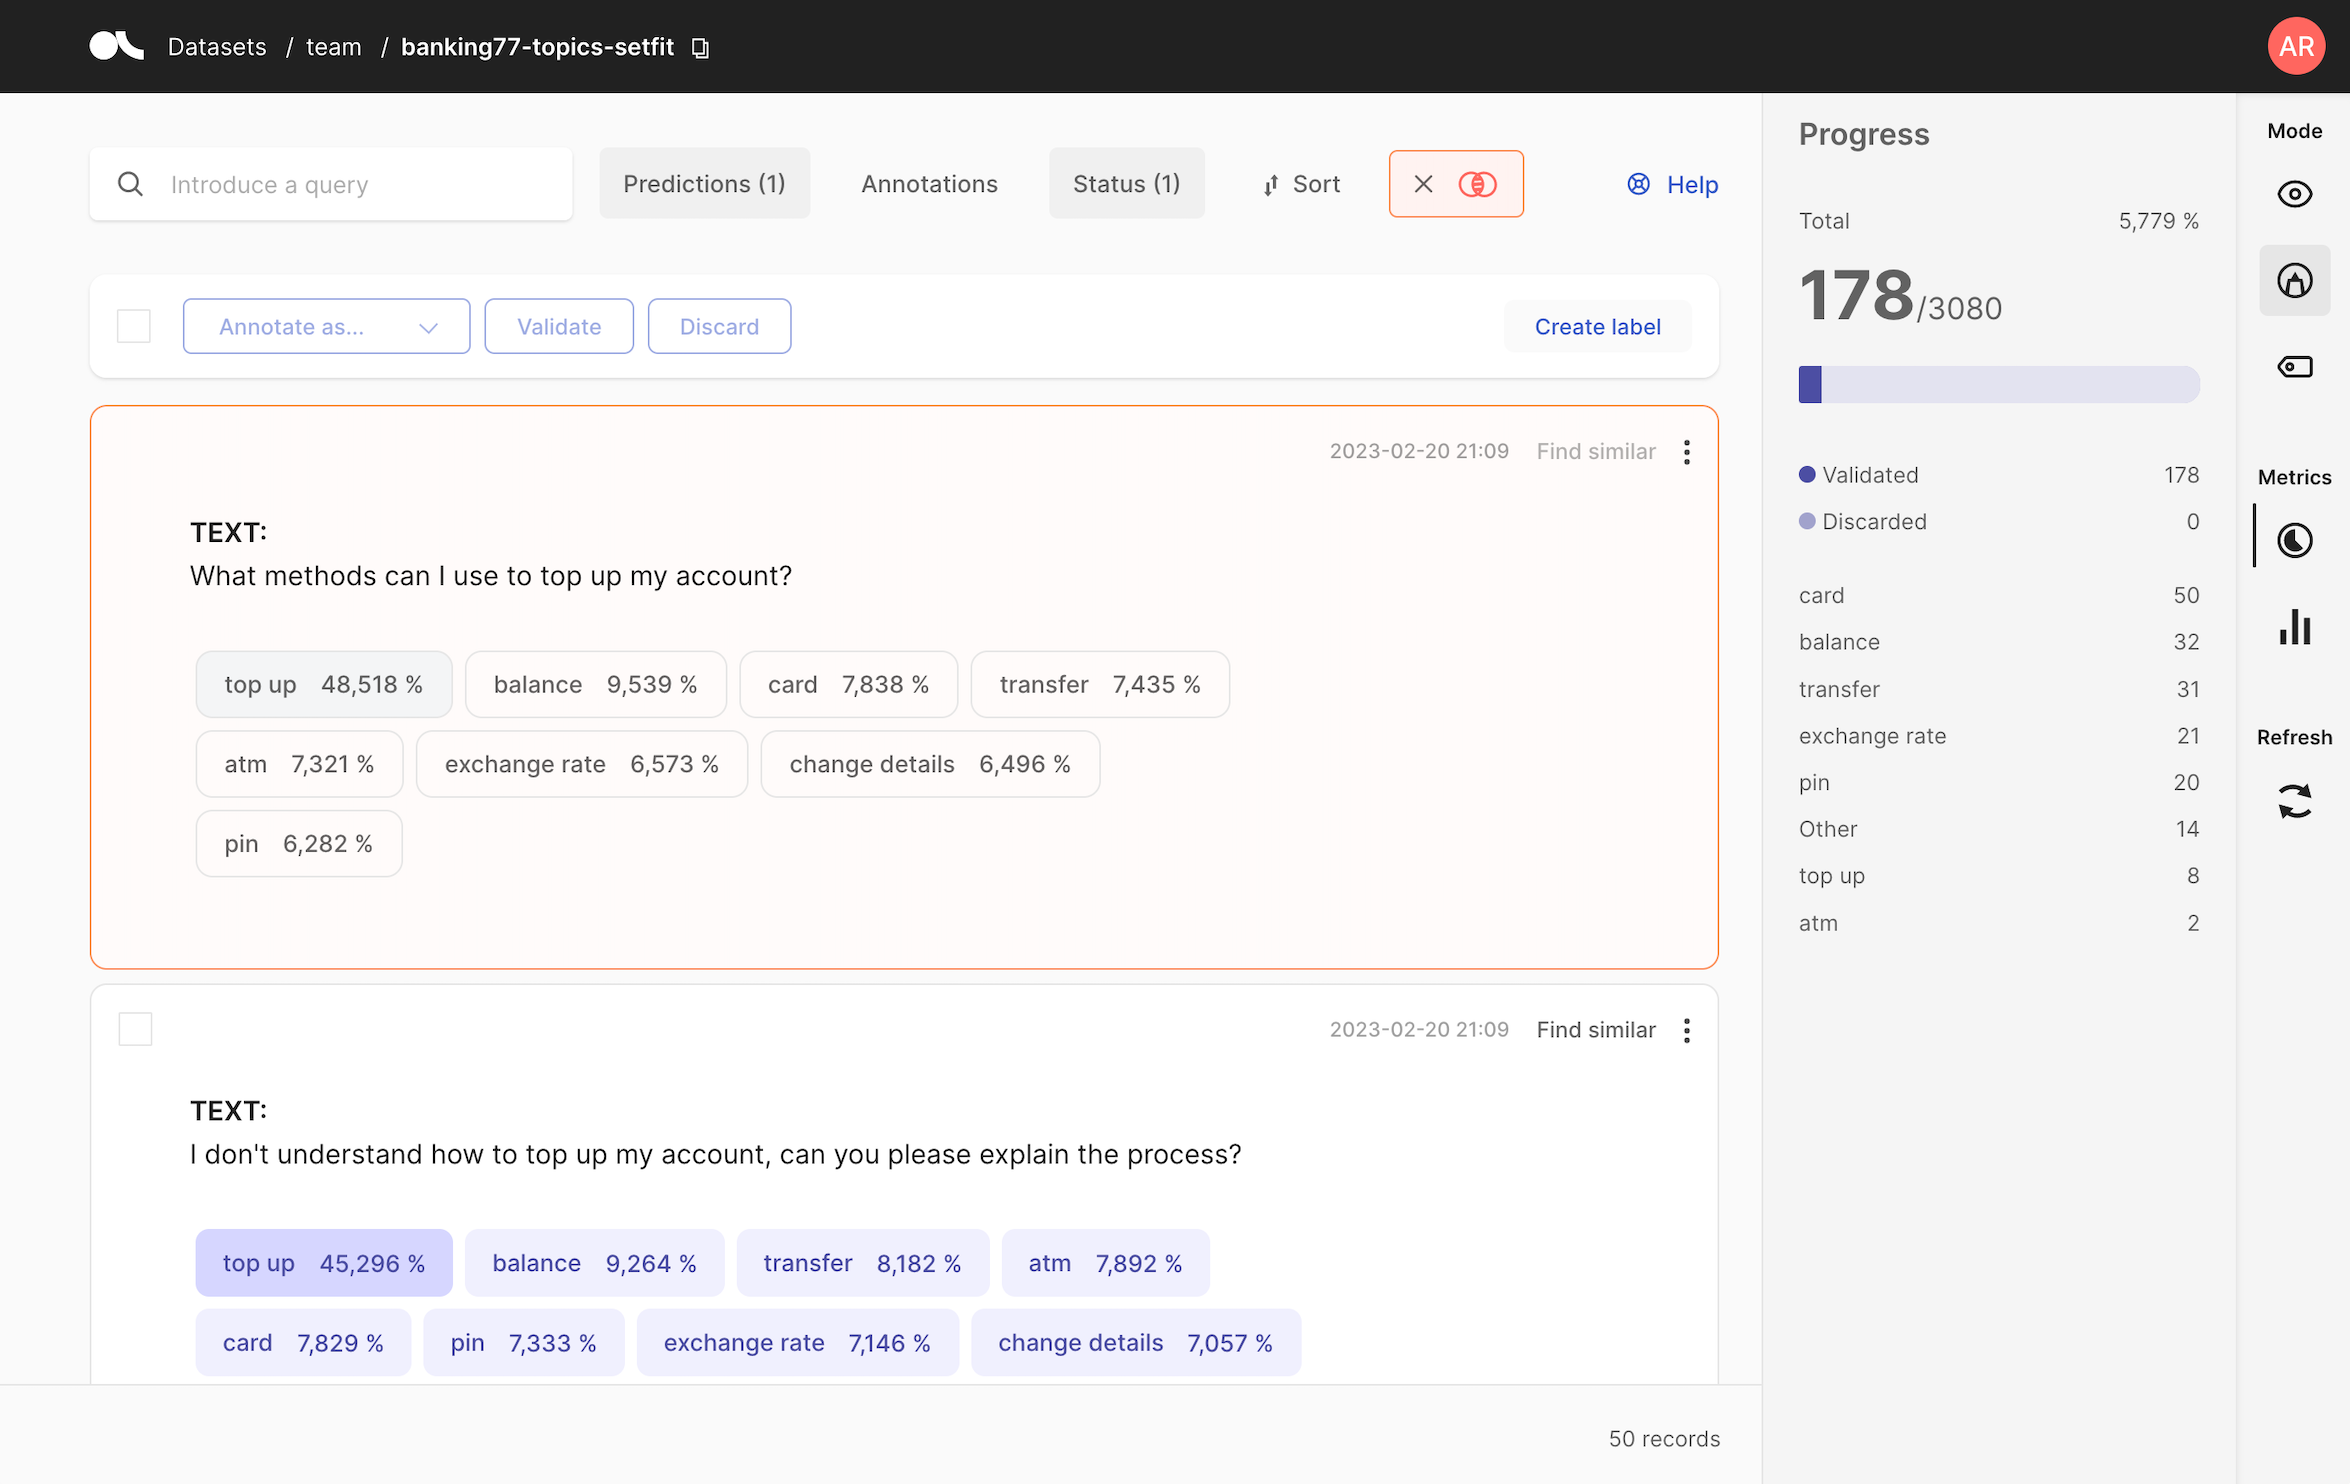 Datasets / team / banking77-topics-setfit
AR
Introduce a query
Predictions (1)
Annotations
Status (1)
Sort
Help
Annotate as...
Validate
Discard
Create label
2023-02-20 21:09 Find similar
TEXT:
What methods can I use to top up my account?
top up 48,518 %
balance 9,539 %
card 7,838 %
transfer 7,435 %
atm 7,321 %
exchange rate 6,573 %
change details 6,496 %
pin 6,282 %
2023-02-20 21:09 Find similar
TEXT:
I don't understand how to top up my account, can you please explain the process?
top up 45,296 %
balance 9,264 %
transfer 8,182 %
atm 7,892 %
card 7,829 %
pin 7,333 %
exchange rate 7,146 %
change details 7,057 %
50 records
Progress
Total 5,779 %
178/3080
Validated 178
Discarded 0
card 50
balance 32
transfer 31
exchange rate 21
pin 20
Other 14
top up 8
atm 2
Mode
Metrics
Refresh